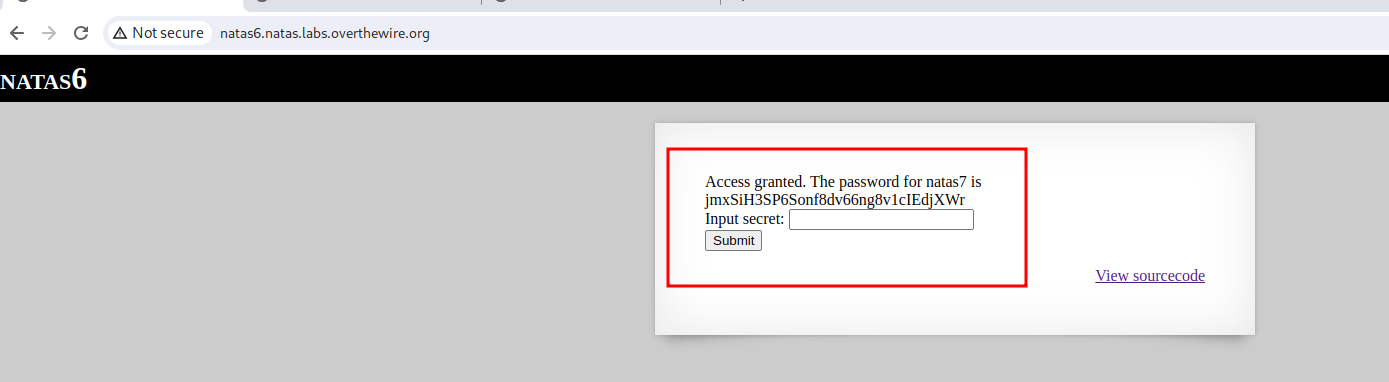 Not secure natas6.natas.labs.overthewire.org
NATAS6
Access granted. The password for natas7 is
jmxSiH3SP6Sonf8dv66ng8v1cIEdjXWr
Input secret:
Submit
View sourcecode